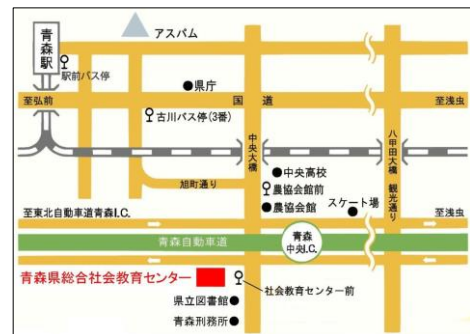 アスパム
青森駅
駅前バス停
県庁
至弘前
国道
至浅虫
古川バス停(3番)
中央大橋
八甲田大橋
観光通り
中央高校
農協会館前
旭町通り
農協会館
スケート場
至東北自動車道青森I.C.
至浅虫
青森自動車道
青森中央I.C.
青森県総合社会教育センター
社会教育センター前
県立図書館
青森刑務所